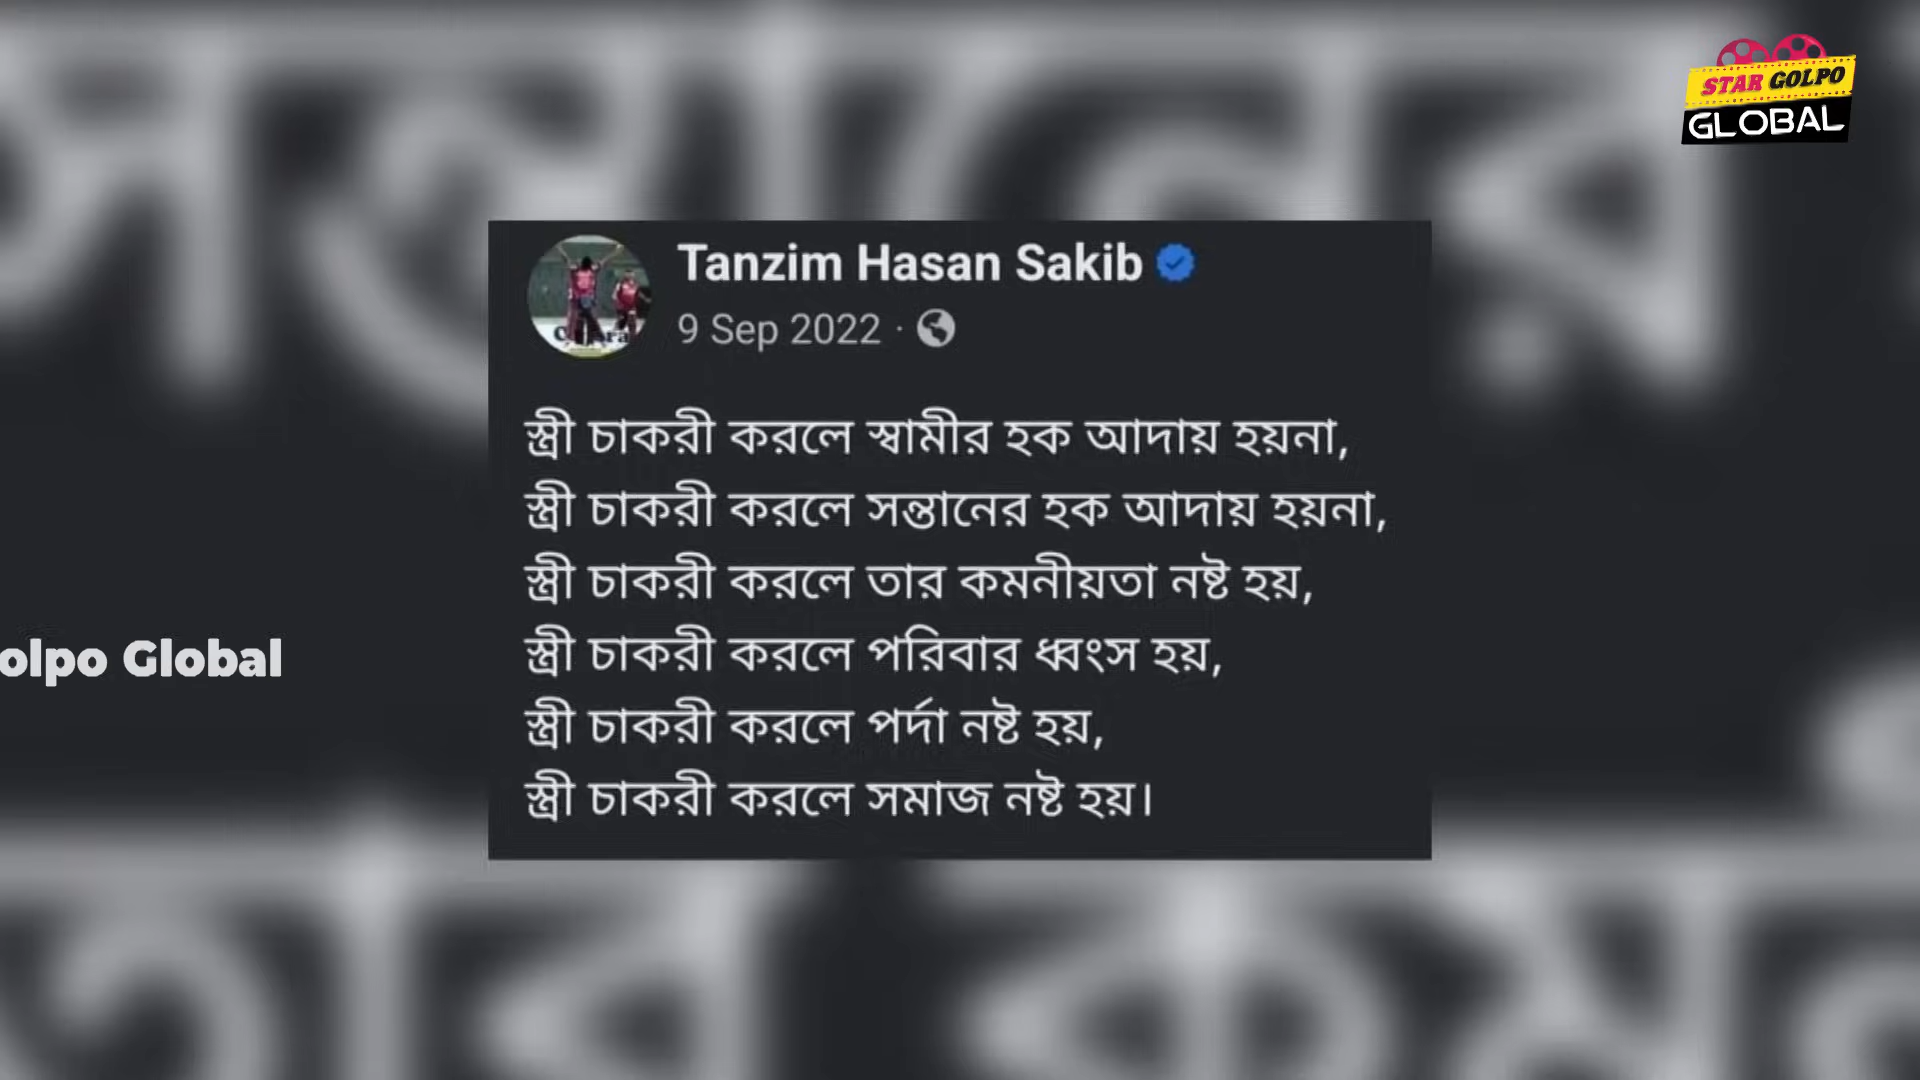 STAR GOLPO
GLOBAL
Tanzim Hasan Sakib
9 Sep 2022 ·
স্ত্রী চাকরী করলে স্বামীর হক আদায় হয়না,
স্ত্রী চাকরী করলে সন্তানের হক আদায় হয়না,
স্ত্রী চাকরী করলে তার কমনীয়তা নষ্ট হয়,
স্ত্রী চাকরী করলে পরিবার ধ্বংস হয়,
স্ত্রী চাকরী করলে পর্দা নষ্ট হয়,
স্ত্রী চাকরী করলে সমাজ নষ্ট হয়।
olpo Global